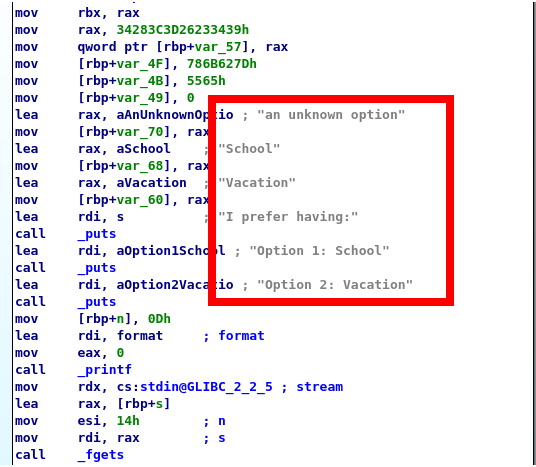 mov     rbx, rax
mov     rax, 34283C3D26233439h
mov     qword ptr [rbp+var_57], rax
mov     [rbp+var_4F], 786B627Dh
mov     [rbp+var_4B], 5565h
mov     [rbp+var_49], 0
lea     rax, aAnUnknownOptio ; "an unknown option"
mov     [rbp+var_70], rax
lea     rax, aSchool    ; "School"
mov     [rbp+var_68], rax
lea     rax, aVacation  ; "Vacation"
mov     [rbp+var_60], rax
lea     rdi, s          ; "I prefer having:"
call    _puts
lea     rdi, aOption1School ; "Option 1: School"
call    _puts
lea     rdi, aOption2Vacatio ; "Option 2: Vacation"
call    _puts
mov     [rbp+n], 0Dh
lea     rdi, format     ; format
mov     eax, 0
call    _printf
mov     rdx, cs:stdin@GLIBC_2_2_5 ; stream
lea     rax, [rbp+s]
mov     esi, 14h        ; n
mov     rdi, rax        ; s
call    _fgets